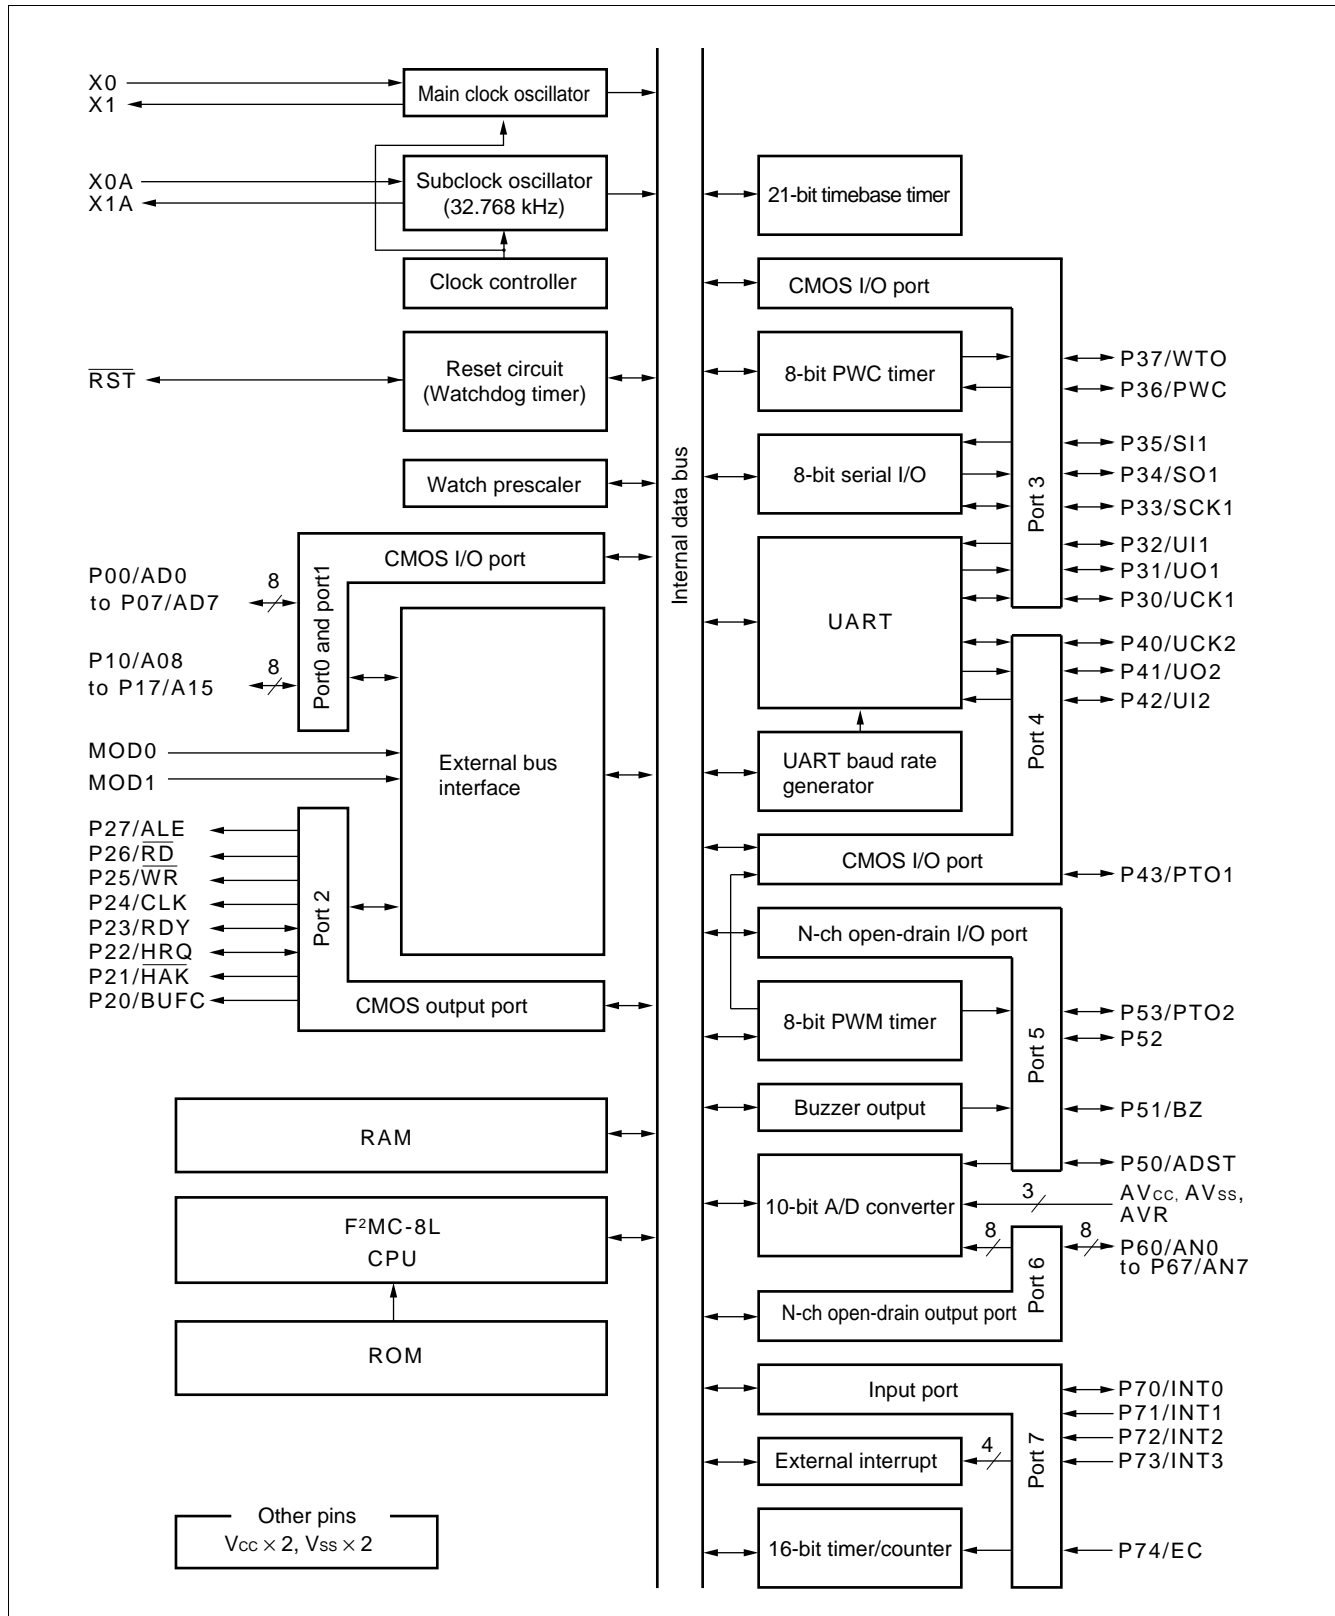 X0
X1
Main clock oscillator
X0A
X1A
Subclock oscillator
(32.768 kHz)
Clock controller
RST
Reset circuit
(Watchdog timer)
Watch prescaler
CMOS I/O port
Port0 and port1
P00/AD0
to P07/AD7
8
P10/A08
to P17/A15
8
MOD0
MOD1
External bus
interface
P27/ALE
P26/RD
P25/WR
P24/CLK
P23/RDY
P22/HRQ
P21/HAK
P20/BUFC
Port 2
CMOS output port
RAM
F²MC-8L
CPU
ROM
Other pins
Vcc × 2, Vss × 2
Internal data bus
21-bit timebase timer
CMOS I/O port
Port 3
8-bit PWC timer
P37/WTO
P36/PWC
8-bit serial I/O
P35/SI1
P34/SO1
P33/SCK1
UART
P32/UI1
P31/UO1
P30/UCK1
P40/UCK2
P41/UO2
P42/UI2
Port 4
UART baud rate
generator
CMOS I/O port
P43/PTO1
N-ch open-drain I/O port
Port 5
8-bit PWM timer
P53/PTO2
P52
Buzzer output
P51/BZ
10-bit A/D converter
P50/ADST
3
AVcc, AVss,
AVR
8
8
P60/AN0
to P67/AN7
Port 6
N-ch open-drain output port
Input port
Port 7
P70/INT0
P71/INT1
P72/INT2
P73/INT3
External interrupt
4
16-bit timer/counter
P74/EC